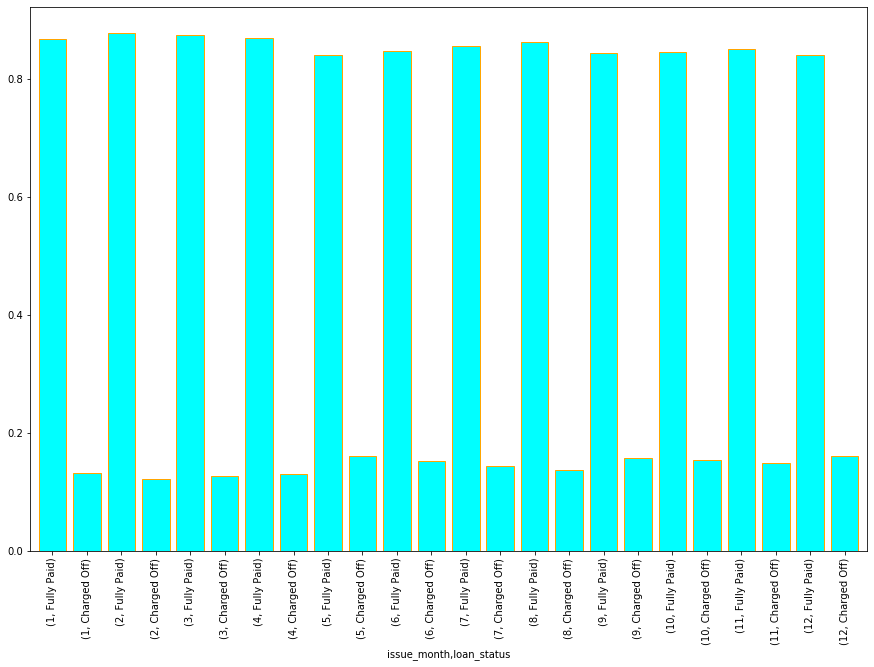 0.8
0.6
0.4
0.2
0.0
(1, Fully Paid)
(1, Charged Off)
(2, Fully Paid)
(2, Charged Off)
(3, Fully Paid)
(3, Charged Off)
(4, Fully Paid)
(4, Charged Off)
(5, Fully Paid)
(5, Charged Off)
(6, Fully Paid)
(6, Charged Off)
(7, Fully Paid)
(7, Charged Off)
(8, Fully Paid)
(8, Charged Off)
(9, Fully Paid)
(9, Charged Off)
(10, Fully Paid)
(10, Charged Off)
(11, Fully Paid)
(11, Charged Off)
(12, Fully Paid)
(12, Charged Off)
issue_month,loan_status